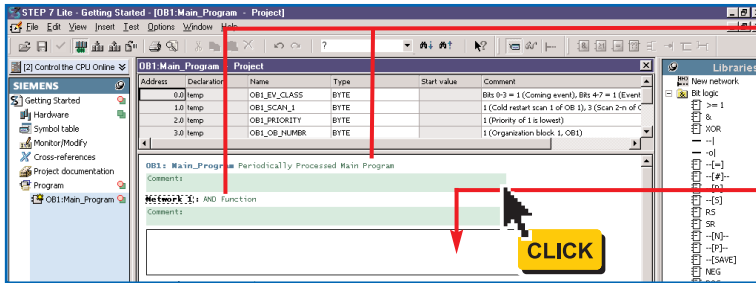 STEP 7 Lite - Getting Started - [OB1:Main_Program - Project]
File Edit View Insert Test Options Window Help
?
[2] Control the CPU Online
SIEMENS
Getting Started
Hardware
Symbol table
Monitor/Modify
Cross-references
Project documentation
Program
OB1:Main_Program
OB1:Main_Program - Project
Address Declaration Name Type Start value Comment
0.0 temp OB1_EV_CLASS BYTE Bits 0-3 = 1 (Coming event), Bits 4-7 = 1 (Event
1.0 temp OB1_SCAN_1 BYTE 1 (Cold restart scan 1 of OB 1), 3 (Scan 2-n of O
2.0 temp OB1_PRIORITY BYTE 1 (Priority of 1 is lowest)
3.0 temp OB1_OB_NUMBR BYTE 1 (Organization block 1, OB1)
OB1: Main_Program Periodically Processed Main Program
Comment:
Network 1: AND Function
Comment:
CLICK
Libraries
New network
Bit logic
>= 1
&
XOR
--|
-o|
--[=]
--[#]--
--[R]
--[S]
RS
SR
--[N]--
--[P]--
--[SAVE]
NEG